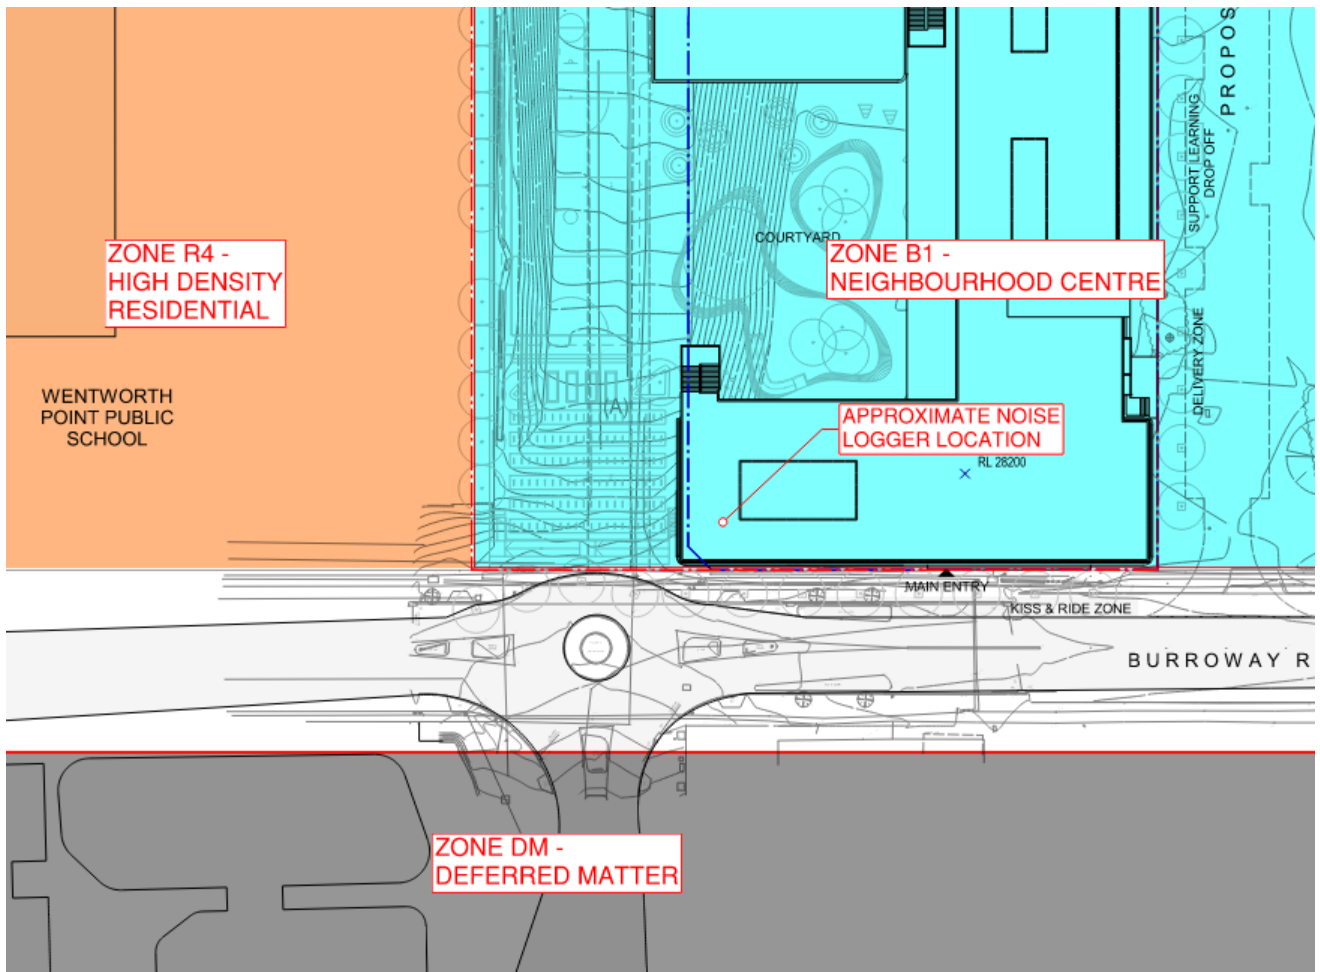 PROPOS
SUPPORT LEARNING
DROP OFF
COURTYARD
ZONE R4 -
HIGH DENSITY
RESIDENTIAL
ZONE B1 -
NEIGHBOURHOOD CENTRE
DELIVERY ZONE
WENTWORTH
POINT PUBLIC
SCHOOL
(A)
APPROXIMATE NOISE
LOGGER LOCATION
RL 28200
MAIN ENTRY
KISS & RIDE ZONE
BURROWAY R
ZONE DM -
DEFERRED MATTER